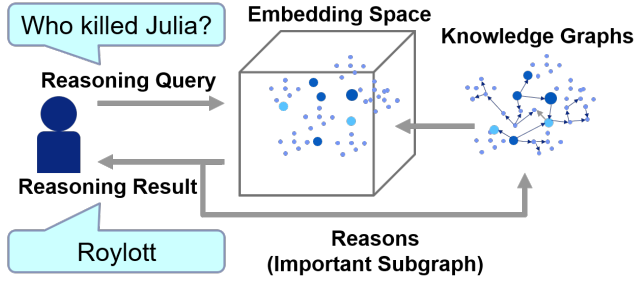 Who killed Julia?
Embedding Space
Knowledge Graphs
Reasoning Query
Reasoning Result
Roylott
Reasons
(Important Subgraph)